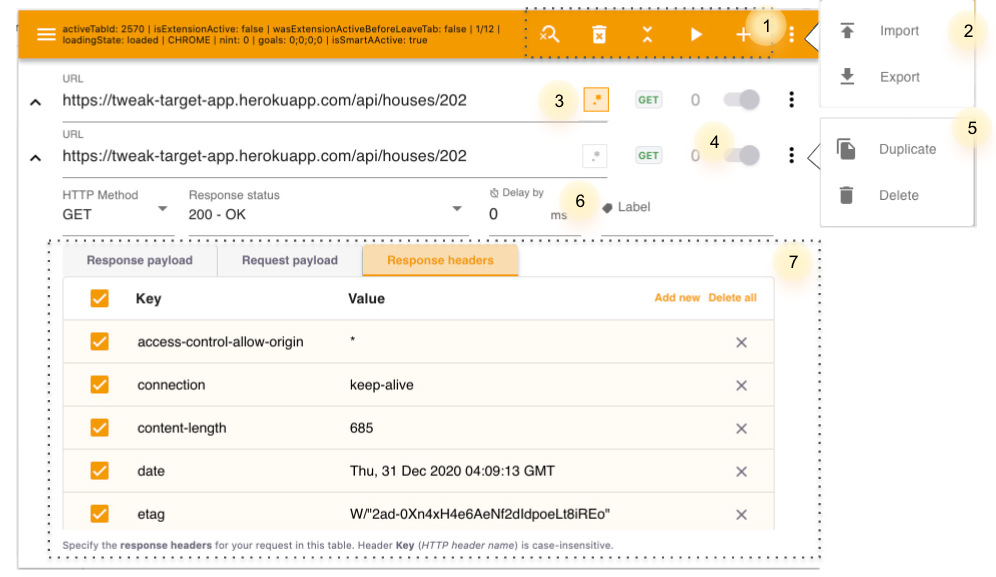 activeTabId: 2570 | isExtensionActive: false | wasExtensionActiveBeforeLeaveTab: false | 1/12 |
loadingState: loaded | CHROME | nint: 0 | goals: 0;0;0;0 | isSmartAActive: true
1
Import
2
Export
URL
https://tweak-target-app.herokuapp.com/api/houses/202
3
.*
GET
0
URL
https://tweak-target-app.herokuapp.com/api/houses/202
.*
GET
0
4
5
Duplicate
Delete
HTTP Method
GET
Response status
200 - OK
Delay by
0
ms
6
Label
7
Response payload
Request payload
Response headers
Key
Value
Add new
Delete all
access-control-allow-origin
*
connection
keep-alive
content-length
685
date
Thu, 31 Dec 2020 04:09:13 GMT
etag
W/"2ad-0Xn4xH4e6AeNf2dIdpoeLt8iREo"
Specify the response headers for your request in this table. Header Key (HTTP header name) is case-insensitive.